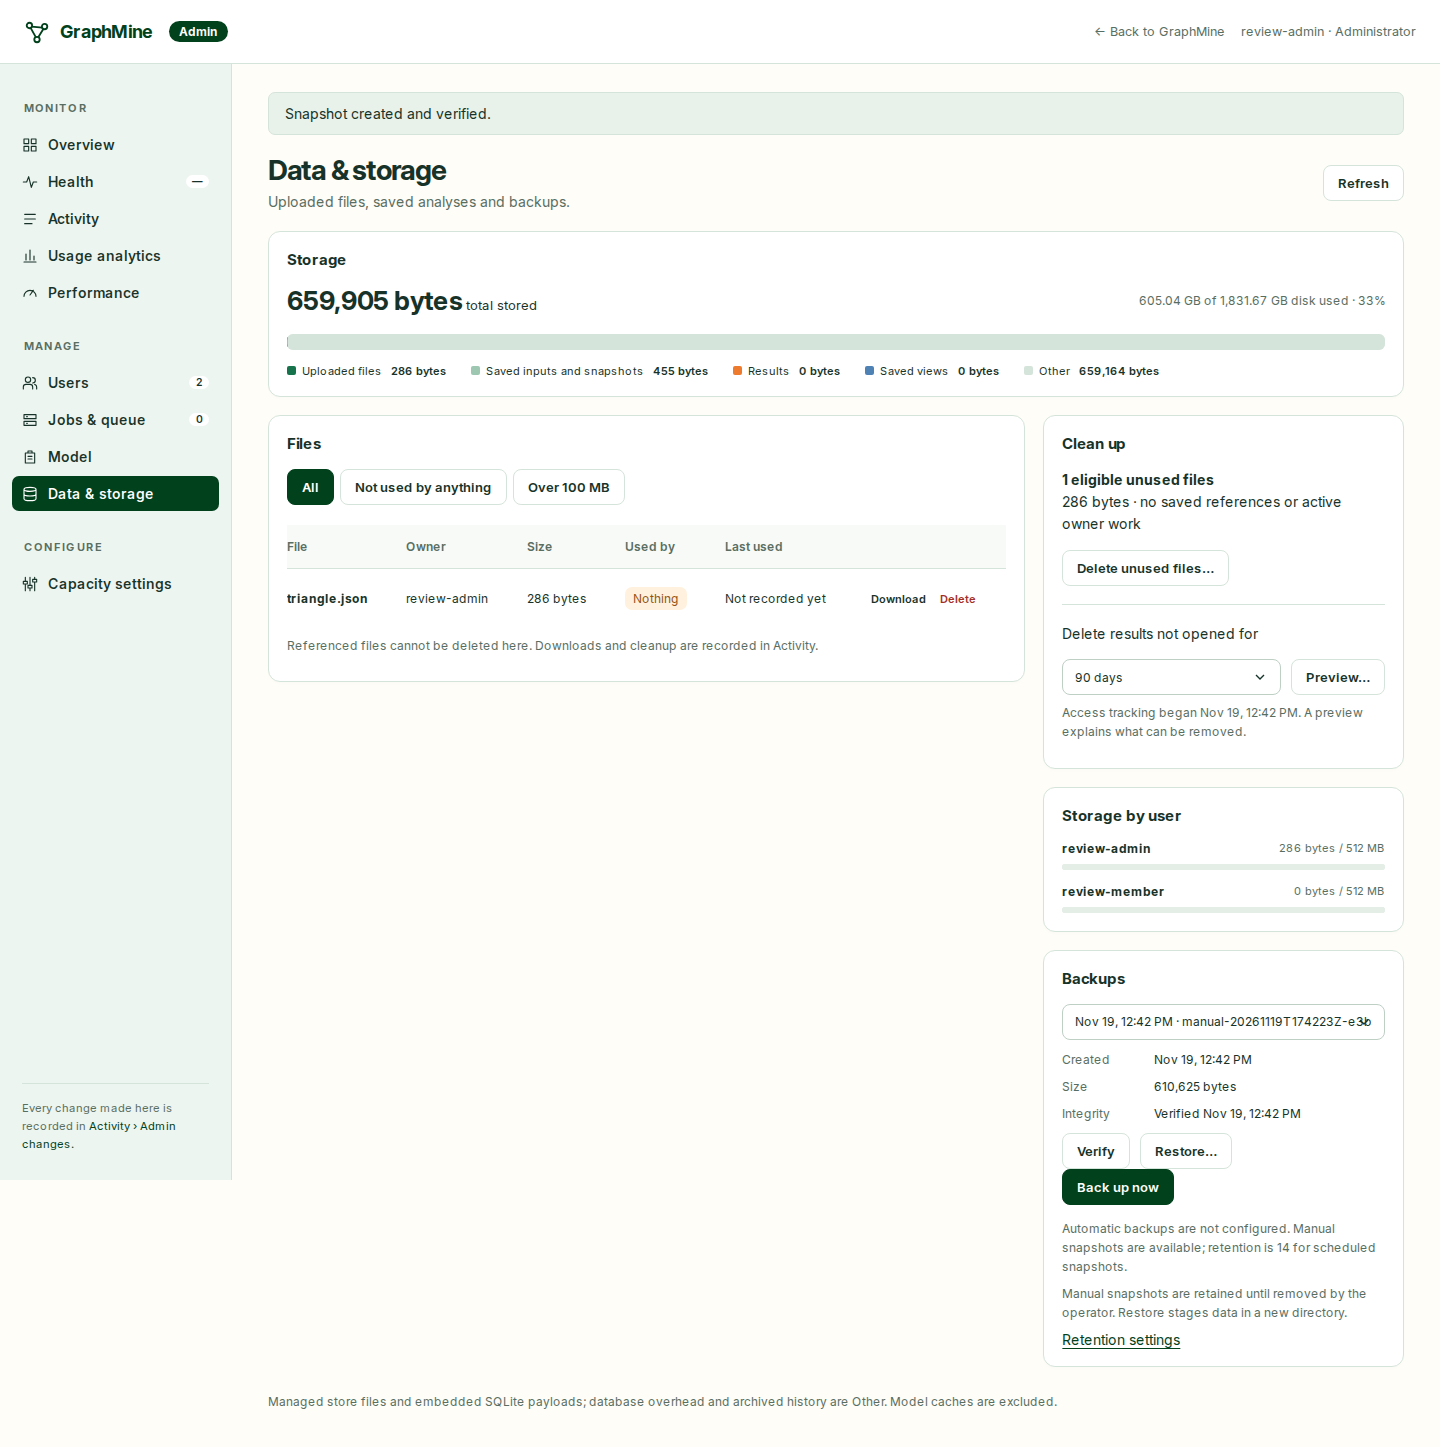 GraphMine Admin
← Back to GraphMine review-admin · Administrator
MONITOR
Overview
Health —
Activity
Usage analytics
Performance
MANAGE
Users 2
Jobs & queue 0
Model
Data & storage
CONFIGURE
Capacity settings
Every change made here is
recorded in Activity › Admin
changes.
Snapshot created and verified.
Data & storage
Uploaded files, saved analyses and backups.
Refresh
Storage
659,905 bytes total stored
605.04 GB of 1,831.67 GB disk used · 33%
Uploaded files 286 bytes Saved inputs and snapshots 455 bytes Results 0 bytes Saved views 0 bytes Other 659,164 bytes
Files
All Not used by anything Over 100 MB
File Owner Size Used by Last used
triangle.json review-admin 286 bytes Nothing Not recorded yet Download Delete
Referenced files cannot be deleted here. Downloads and cleanup are recorded in Activity.
Clean up
1 eligible unused files
286 bytes · no saved references or active
owner work
Delete unused files...
Delete results not opened for
90 days Preview...
Access tracking began Nov 19, 12:42 PM. A preview
explains what can be removed.
Storage by user
review-admin 286 bytes / 512 MB
review-member 0 bytes / 512 MB
Backups
Nov 19, 12:42 PM · manual-20261119T174223Z-e3b
Created Nov 19, 12:42 PM
Size 610,625 bytes
Integrity Verified Nov 19, 12:42 PM
Verify Restore...
Back up now
Automatic backups are not configured. Manual
snapshots are available; retention is 14 for scheduled
snapshots.
Manual snapshots are retained until removed by the
operator. Restore stages data in a new directory.
Retention settings
Managed store files and embedded SQLite payloads; database overhead and archived history are Other. Model caches are excluded.